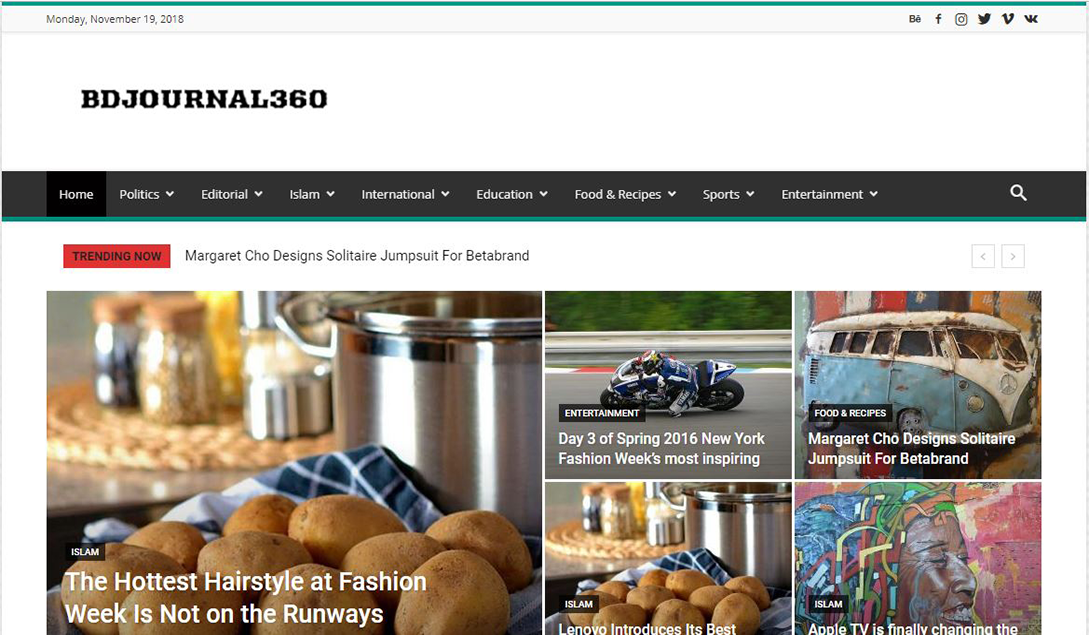 Monday, November 19, 2018
Bē
BDJOURNAL360
Home Politics Editorial Islam International Education Food & Recipes Sports Entertainment
TRENDING NOW Margaret Cho Designs Solitaire Jumpsuit For Betabrand
ISLAM
The Hottest Hairstyle at Fashion
Week Is Not on the Runways
ENTERTAINMENT
Day 3 of Spring 2016 New York
Fashion Week’s most inspiring
FOOD & RECIPES
Margaret Cho Designs Solitaire
Jumpsuit For Betabrand
ISLAM
Lenovo Introduces Its Best
ISLAM
Apple TV is finally changing the